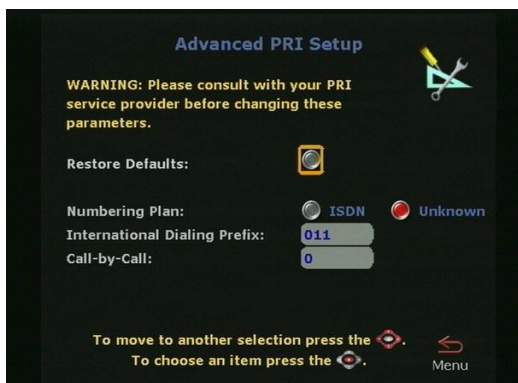 Advanced PRI Setup
WARNING: Please consult with your PRI
service provider before changing these
parameters.
Restore Defaults:
Numbering Plan: ISDN Unknown
International Dialing Prefix: 011
Call-by-Call: 0
To move to another selection press the .
To choose an item press the .
Menu